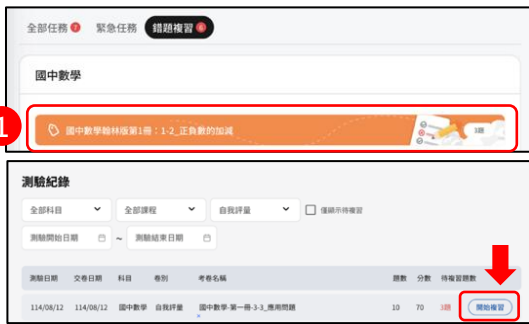 全部任務 緊急任務 錯題複習
國中數學
1 國中數學翰林版第1冊：1-2_正負數的加減
測驗紀錄
全部科目 全部課程 自我評量 僅顯示待複習
測驗開始日期 ~ 測驗結束日期
測驗日期 交卷日期 科目 卷別 考卷名稱 題數 分數 待複習題數
114/08/12 114/08/12 國中數學 自我評量 國中數學-第一冊-3-3_應用問題 10 70 3題 開始複習